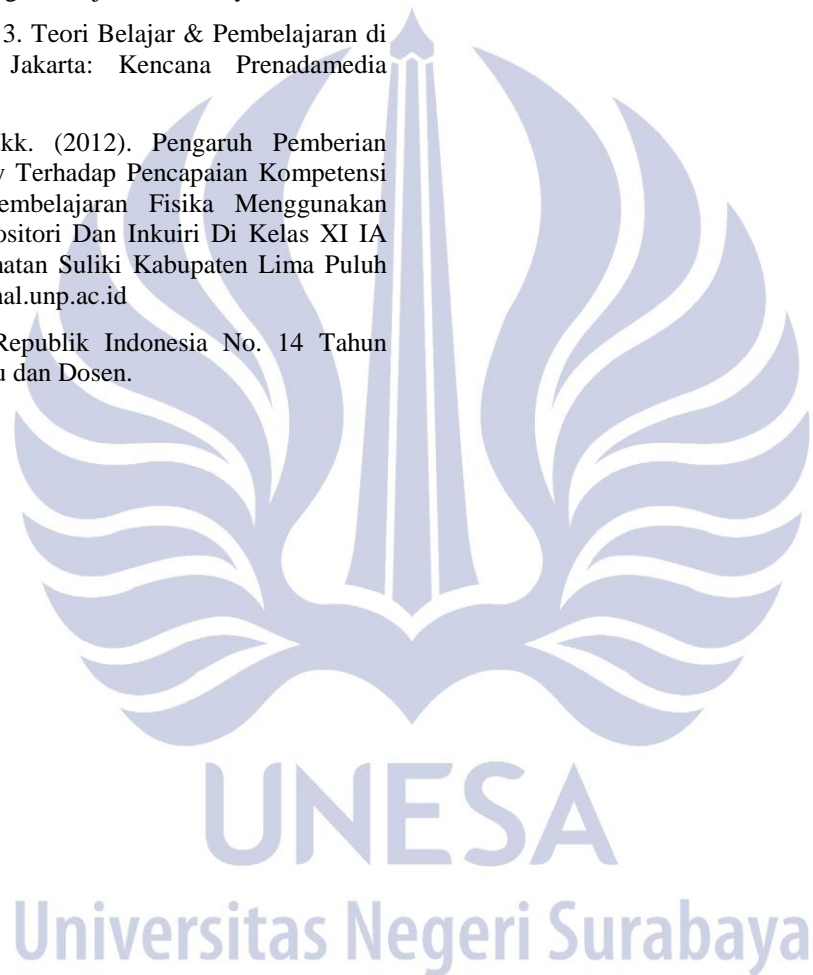 3. Teori Belajar & Pembelajaran di
Jakarta: Kencana Prenadamedia
kk. (2012). Pengaruh Pemberian
Terhadap Pencapaian Kompetensi
embelajaran Fisika Menggunakan
ositori Dan Inkuiri Di Kelas XI IA
matan Suliki Kabupaten Lima Puluh
nal.unp.ac.id
Republik Indonesia No. 14 Tahun
u dan Dosen.
UNESA
Universitas Negeri Surabaya